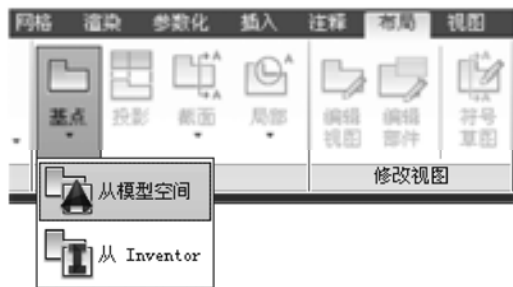 网格 渲染 参数化 插入 注释 布局 视图
基点 投影 截面 局部 编辑 编辑 符号
视图 部件 草图
修改视图
从模型空间
从 Inventor